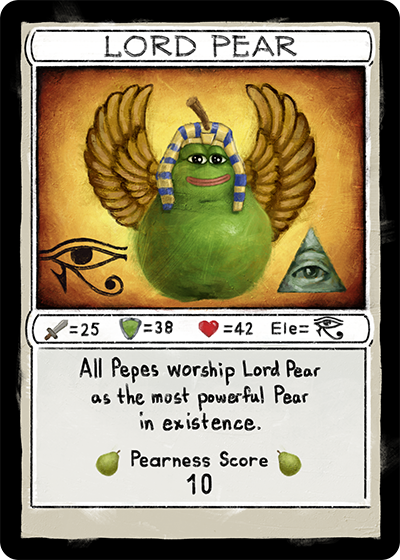 LORD PEAR
=25 =38 =42 Ele=
All Pepes worship Lord Pear
as the most powerful Pear
in existence.
Pearness Score
10